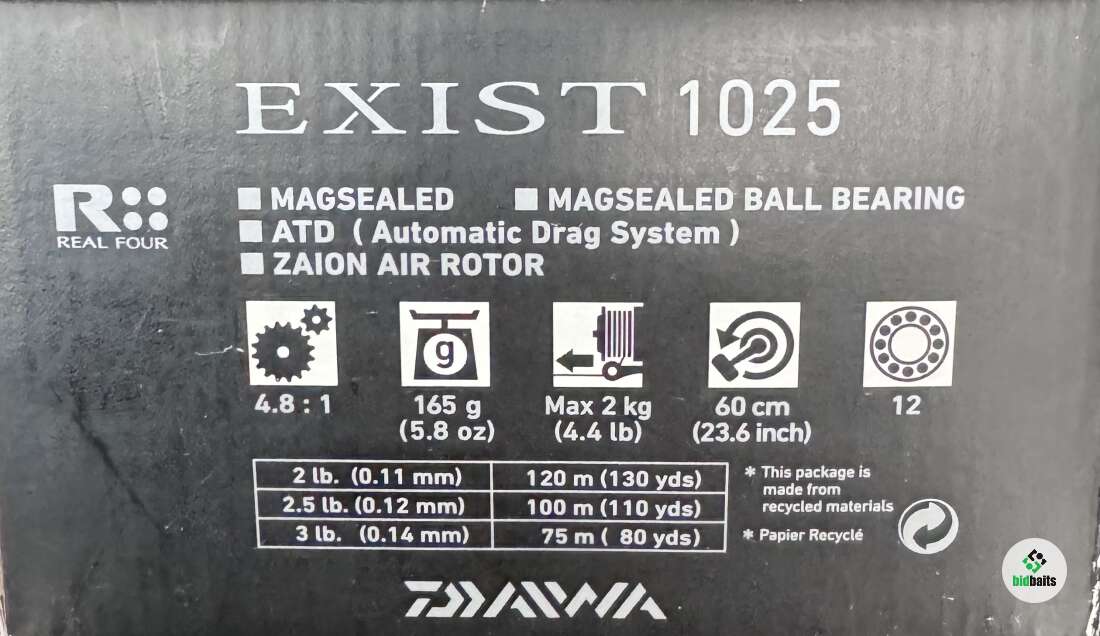 EXIST 1025
R
REAL FOUR
MAGSEALED MAGSEALED BALL BEARING
ATD ( Automatic Drag System )
ZAION AIR ROTOR
g
4.8 : 1 165 g Max 2 kg 60 cm 12
(5.8 oz) (4.4 lb) (23.6 inch)
2 lb. (0.11 mm) 120 m (130 yds)
2.5 lb. (0.12 mm) 100 m (110 yds)
3 lb. (0.14 mm) 75 m ( 80 yds)
* This package is
made from
recycled materials
* Papier Recyclé
DAIWA
bidbaits